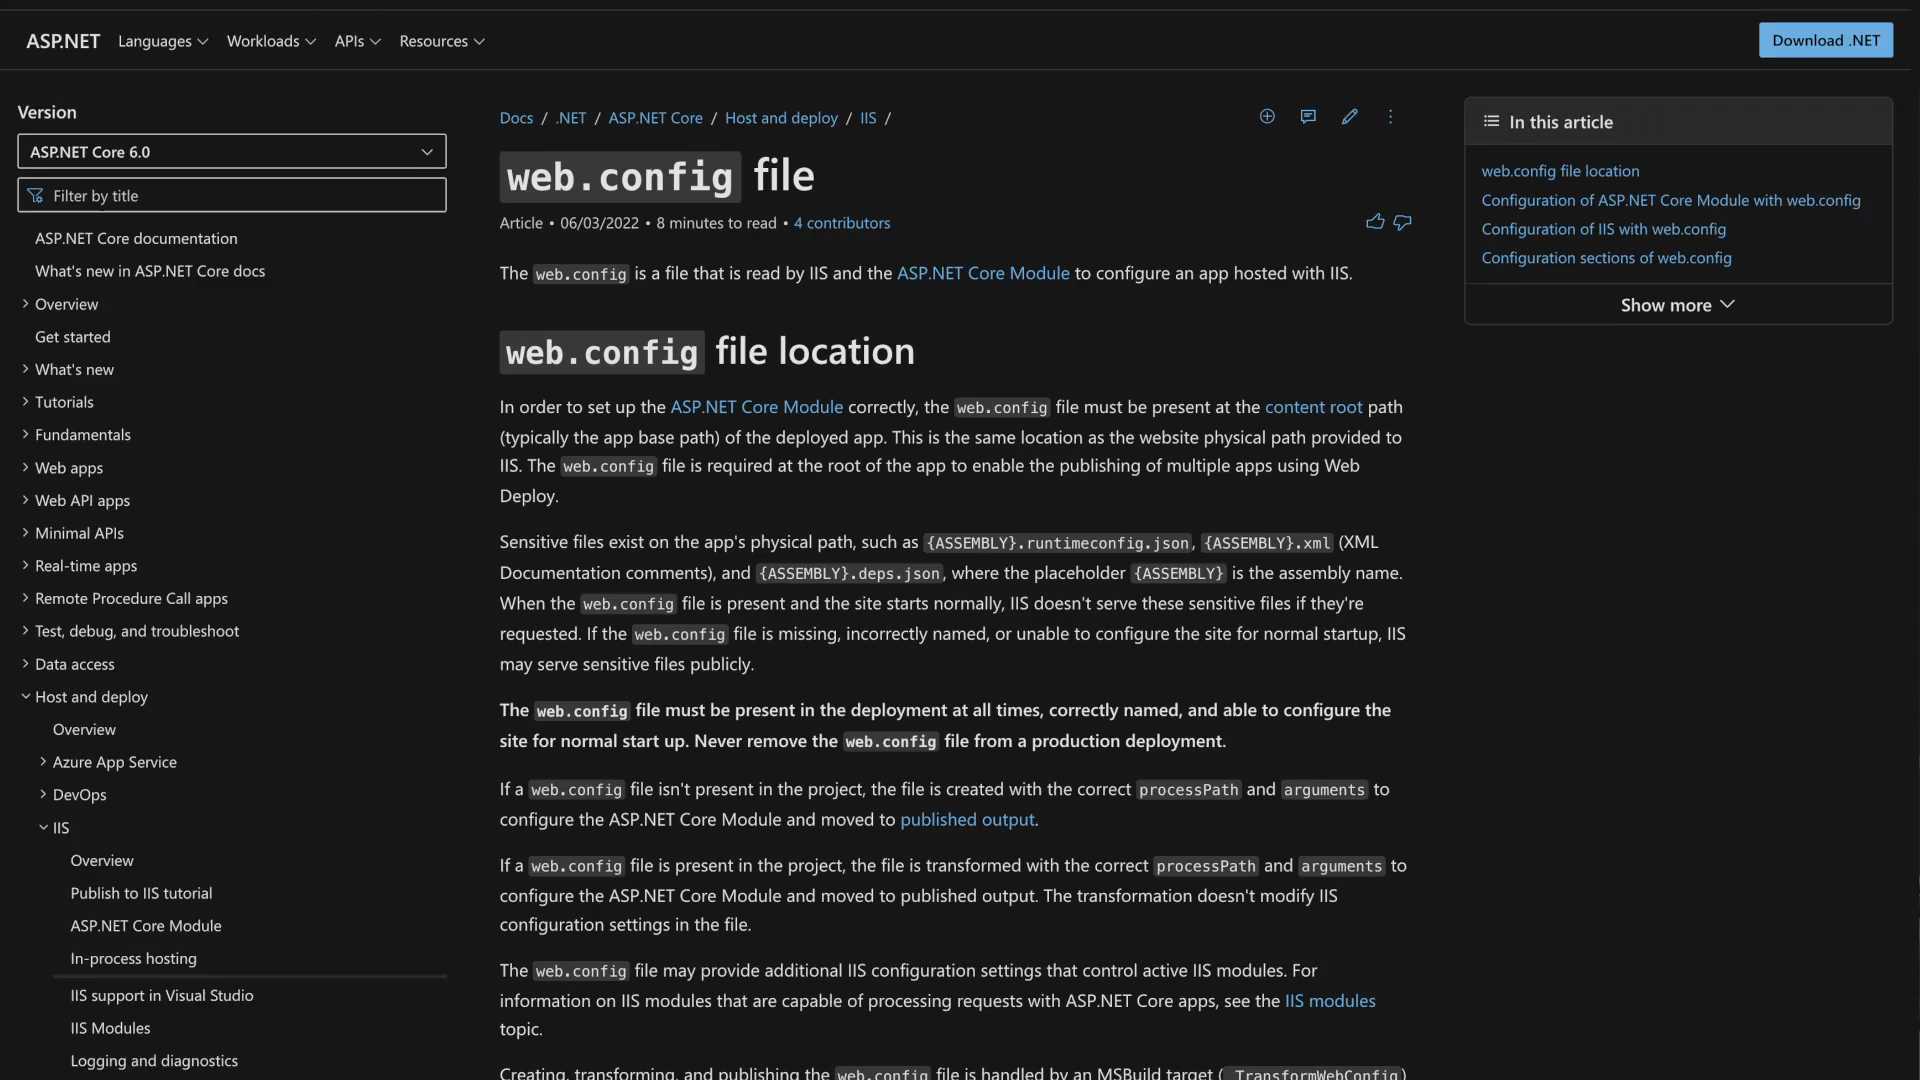 ASP.NET Languages Workloads APIs Resources Download .NET
Version
ASP.NET Core 6.0
Filter by title
ASP.NET Core documentation
What's new in ASP.NET Core docs
Overview
Get started
What's new
Tutorials
Fundamentals
Web apps
Web API apps
Minimal APIs
Real-time apps
Remote Procedure Call apps
Test, debug, and troubleshoot
Data access
Host and deploy
Overview
Azure App Service
DevOps
IIS
Overview
Publish to IIS tutorial
ASP.NET Core Module
In-process hosting
IIS support in Visual Studio
IIS Modules
Logging and diagnostics
Docs / .NET / ASP.NET Core / Host and deploy / IIS /
web.config file
Article • 06/03/2022 • 8 minutes to read • 4 contributors
The web.config is a file that is read by IIS and the ASP.NET Core Module to configure an app hosted with IIS.
web.config file location
In order to set up the ASP.NET Core Module correctly, the web.config file must be present at the content root path
(typically the app base path) of the deployed app. This is the same location as the website physical path provided to
IIS. The web.config file is required at the root of the app to enable the publishing of multiple apps using Web
Deploy.
Sensitive files exist on the app's physical path, such as {ASSEMBLY}.runtimeconfig.json, {ASSEMBLY}.xml (XML
Documentation comments), and {ASSEMBLY}.deps.json, where the placeholder {ASSEMBLY} is the assembly name.
When the web.config file is present and the site starts normally, IIS doesn't serve these sensitive files if they're
requested. If the web.config file is missing, incorrectly named, or unable to configure the site for normal startup, IIS
may serve sensitive files publicly.
The web.config file must be present in the deployment at all times, correctly named, and able to configure the
site for normal start up. Never remove the web.config file from a production deployment.
If a web.config file isn't present in the project, the file is created with the correct processPath and arguments to
configure the ASP.NET Core Module and moved to published output.
If a web.config file is present in the project, the file is transformed with the correct processPath and arguments to
configure the ASP.NET Core Module and moved to published output. The transformation doesn't modify IIS
configuration settings in the file.
The web.config file may provide additional IIS configuration settings that control active IIS modules. For
information on IIS modules that are capable of processing requests with ASP.NET Core apps, see the IIS modules
topic.
Creating, transforming, and publishing the web.config file is handled by an MSBuild target (_TransformWebConfig)
In this article
web.config file location
Configuration of ASP.NET Core Module with web.config
Configuration of IIS with web.config
Configuration sections of web.config
Show more